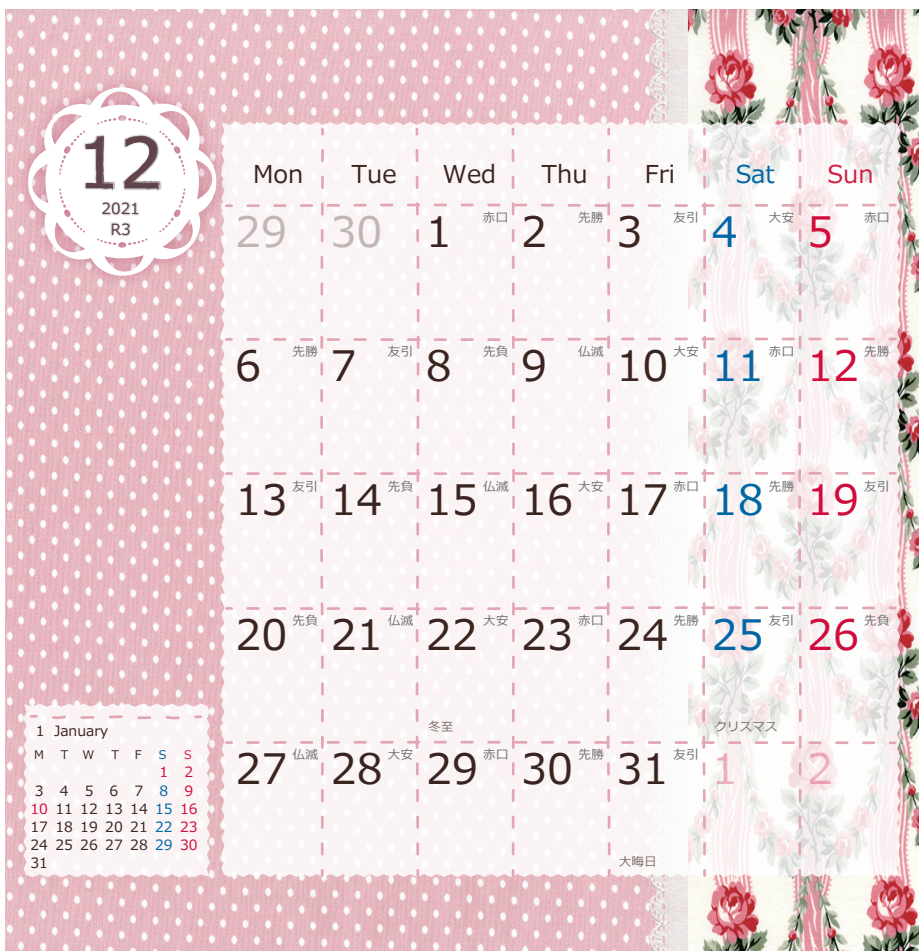 12
2021
R3
Mon Tue Wed Thu Fri Sat Sun
29 30 1 赤口 2 先勝 3 友引 4 大安 5 赤口
6 先勝 7 友引 8 先負 9 仏滅 10 大安 11 赤口 12 先勝
13 友引 14 先負 15 仏滅 16 大安 17 赤口 18 先勝 19 友引
20 先負 21 仏滅 22 大安 23 赤口 24 先勝 25 友引 26 先負
冬至 クリスマス
27 仏滅 28 大安 29 赤口 30 先勝 31 友引 1 2
大晦日
1 January
M T W T F S S
1 2
3 4 5 6 7 8 9
10 11 12 13 14 15 16
17 18 19 20 21 22 23
24 25 26 27 28 29 30
31